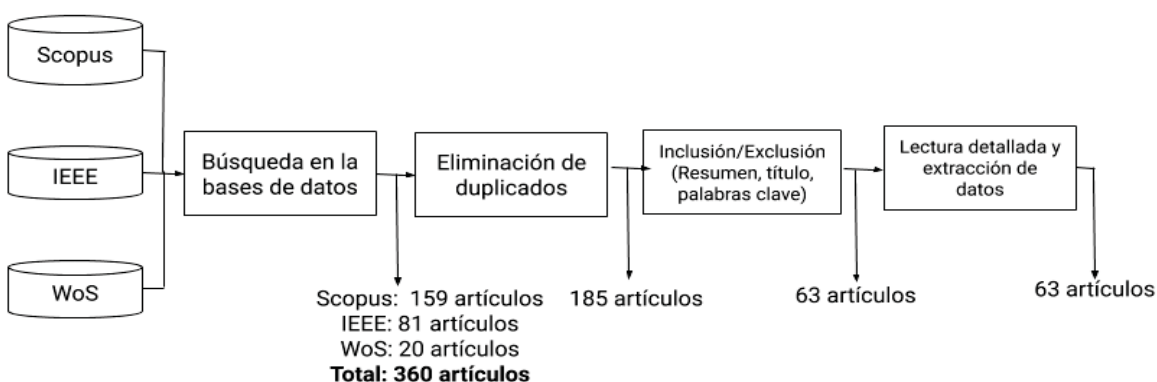 Scopus
IEEE
WoS
Búsqueda en la
bases de datos
Eliminación de
duplicados
Inclusión/Exclusión
(Resumen, título,
palabras clave)
Lectura detallada y
extracción de
datos
Scopus: 159 artículos
IEEE: 81 artículos
WoS: 20 artículos
Total: 360 artículos
185 artículos
63 artículos
63 artículos